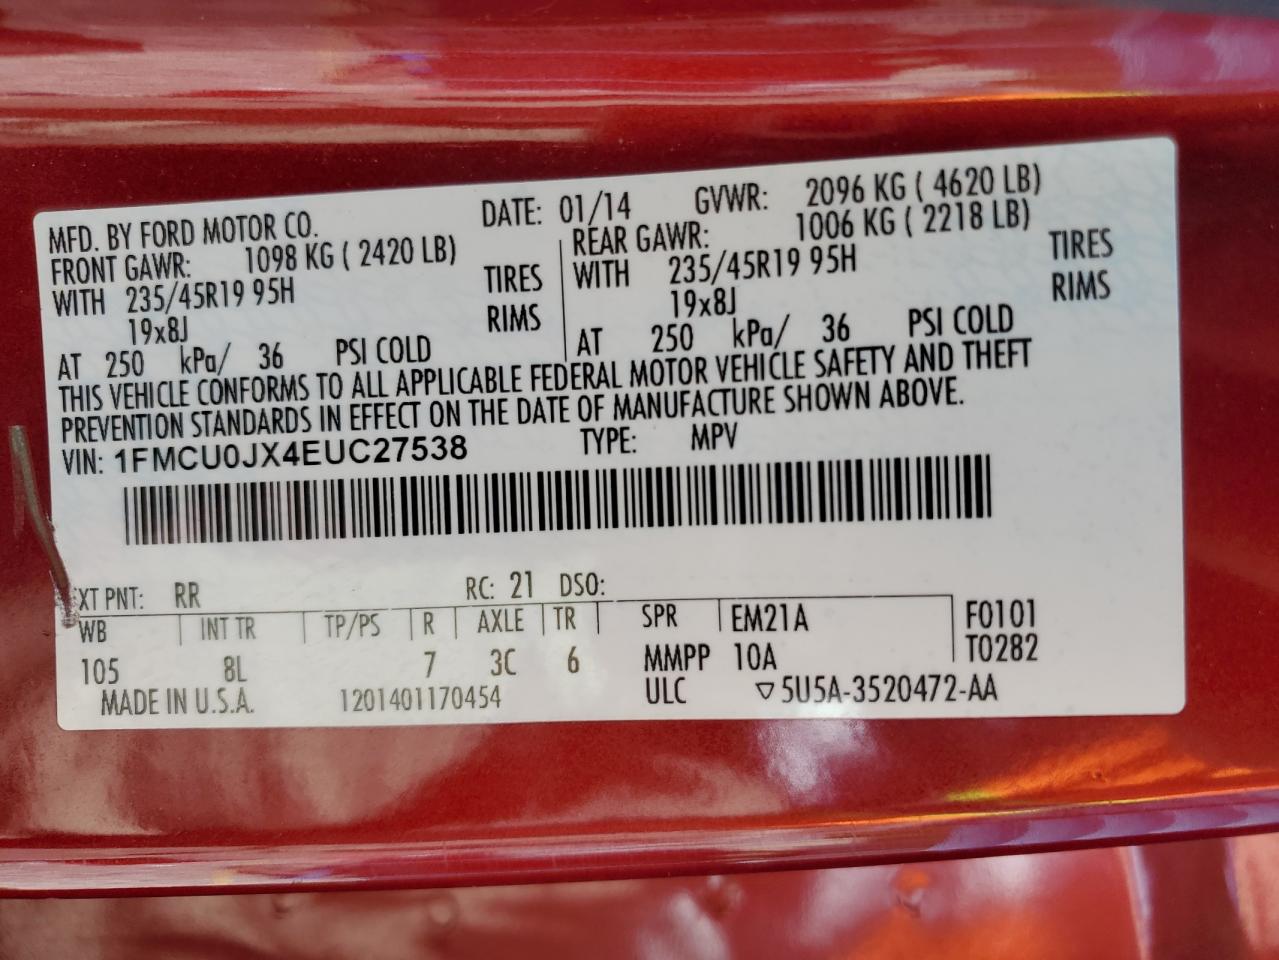 MFD. BY FORD MOTOR CO. DATE: 01/14 GVWR: 2096 KG ( 4620 LB)
FRONT GAWR: 1098 KG ( 2420 LB) REAR GAWR: 1006 KG ( 2218 LB)
WITH 235/45R19 95H TIRES WITH 235/45R19 95H TIRES
19x8J RIMS 19x8J RIMS
AT 250 kPa/ 36 PSI COLD AT 250 kPa/ 36 PSI COLD
THIS VEHICLE CONFORMS TO ALL APPLICABLE FEDERAL MOTOR VEHICLE SAFETY AND THEFT
PREVENTION STANDARDS IN EFFECT ON THE DATE OF MANUFACTURE SHOWN ABOVE.
VIN: 1FMCU0JX4EUC27538 TYPE: MPV
XT PNT: RR RC: 21 DSO:
WB INT TR TP/PS R AXLE TR SPR EM21A F0101
105 8L 7 3C 6 MMPP 10A T0282
MADE IN U.S.A. 1201401170454 ULC ▽5U5A-3520472-AA